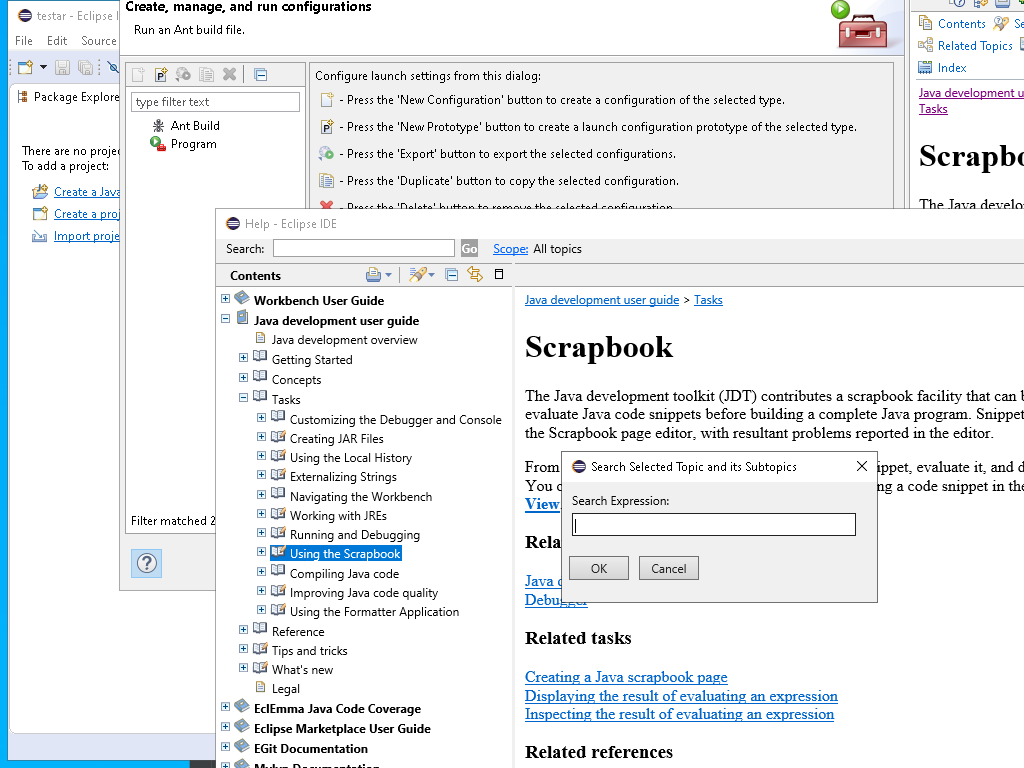 testar - Eclipse I
File Edit Source
Package Explore
There are no projec
To add a project:
Create a Java
Create a proj
Import proje
Create, manage, and run configurations
Run an Ant build file.
type filter text
Ant Build
Program
Filter matched 2
Configure launch settings from this dialog:
- Press the 'New Configuration' button to create a configuration of the selected type.
- Press the 'New Prototype' button to create a launch configuration prototype of the selected type.
- Press the 'Export' button to export the selected configurations.
- Press the 'Duplicate' button to copy the selected configuration.
- Press the 'Delete' button to remove the selected configuration.
Contents Se
Related Topics
Index
Java development u
Tasks
Scrapbo
The Java develo
Help - Eclipse IDE
Search: Go Scope: All topics
Contents
Workbench User Guide
Java development user guide
Java development overview
Getting Started
Concepts
Tasks
Customizing the Debugger and Console
Creating JAR Files
Using the Local History
Externalizing Strings
Navigating the Workbench
Working with JREs
Running and Debugging
Using the Scrapbook
Compiling Java code
Improving Java code quality
Using the Formatter Application
Reference
Tips and tricks
What's new
Legal
EclEmma Java Code Coverage
Eclipse Marketplace User Guide
EGit Documentation
Mylyn Documentation
Java development user guide > Tasks
Scrapbook
The Java development toolkit (JDT) contributes a scrapbook facility that can b
evaluate Java code snippets before building a complete Java program. Snippet
the Scrapbook page editor, with resultant problems reported in the editor.
From ippet, evaluate it, and d
You c ng a code snippet in the
View
Rela
Java d
Debugger
Related tasks
Creating a Java scrapbook page
Displaying the result of evaluating an expression
Inspecting the result of evaluating an expression
Related references
Search Selected Topic and its Subtopics
Search Expression:
OK Cancel